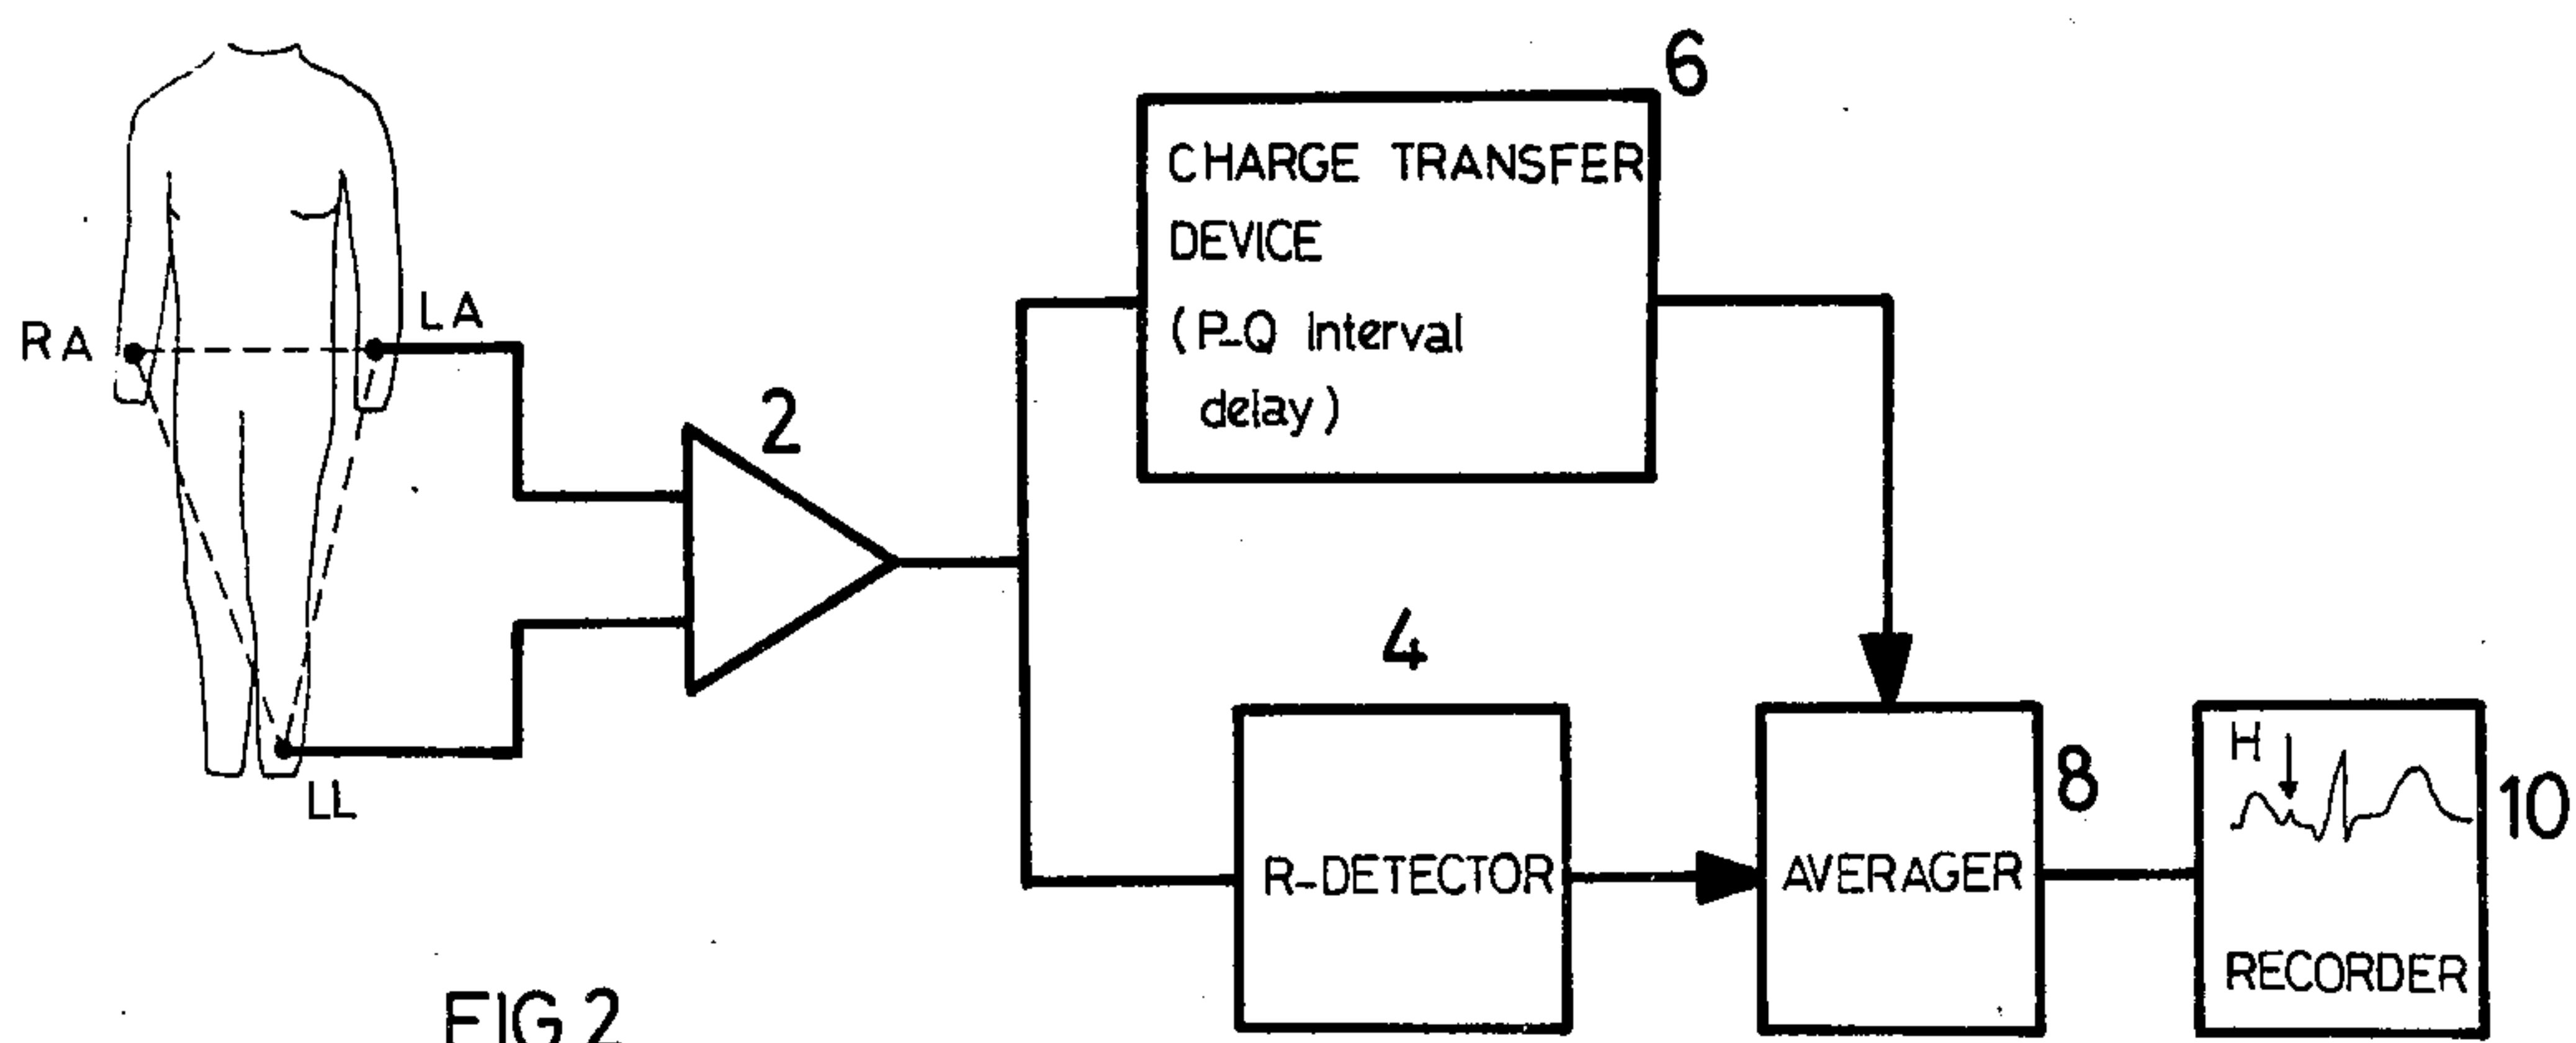 6
CHARGE TRANSFER
DEVICE
(P-Q Interval
delay)
RA
LA
2
4
LL
R-DETECTOR
AVERAGER
8
H
10
RECORDER
FIG 2